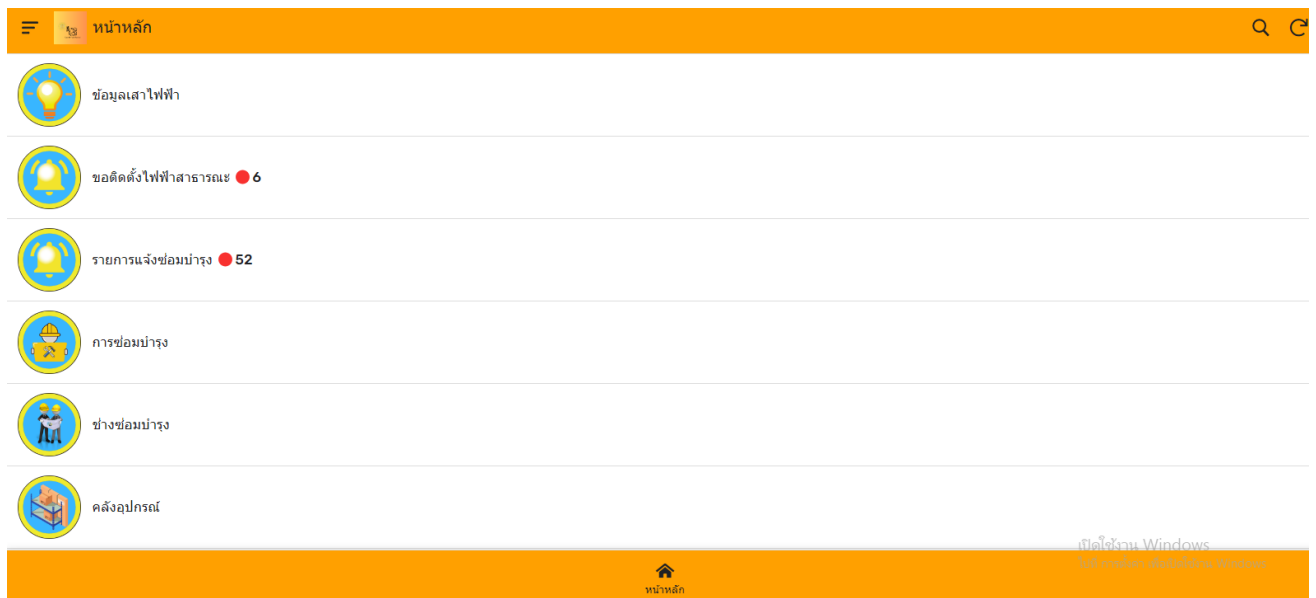 หน้าหลัก
ข้อมูลเสาไฟฟ้า
ขอติดตั้งไฟฟ้าสาธารณะ 6
รายการแจ้งซ่อมบำรุง 52
การซ่อมบำรุง
ช่างซ่อมบำรุง
คลังอุปกรณ์
เปิดใช้งาน Windows
หน้าหลัก